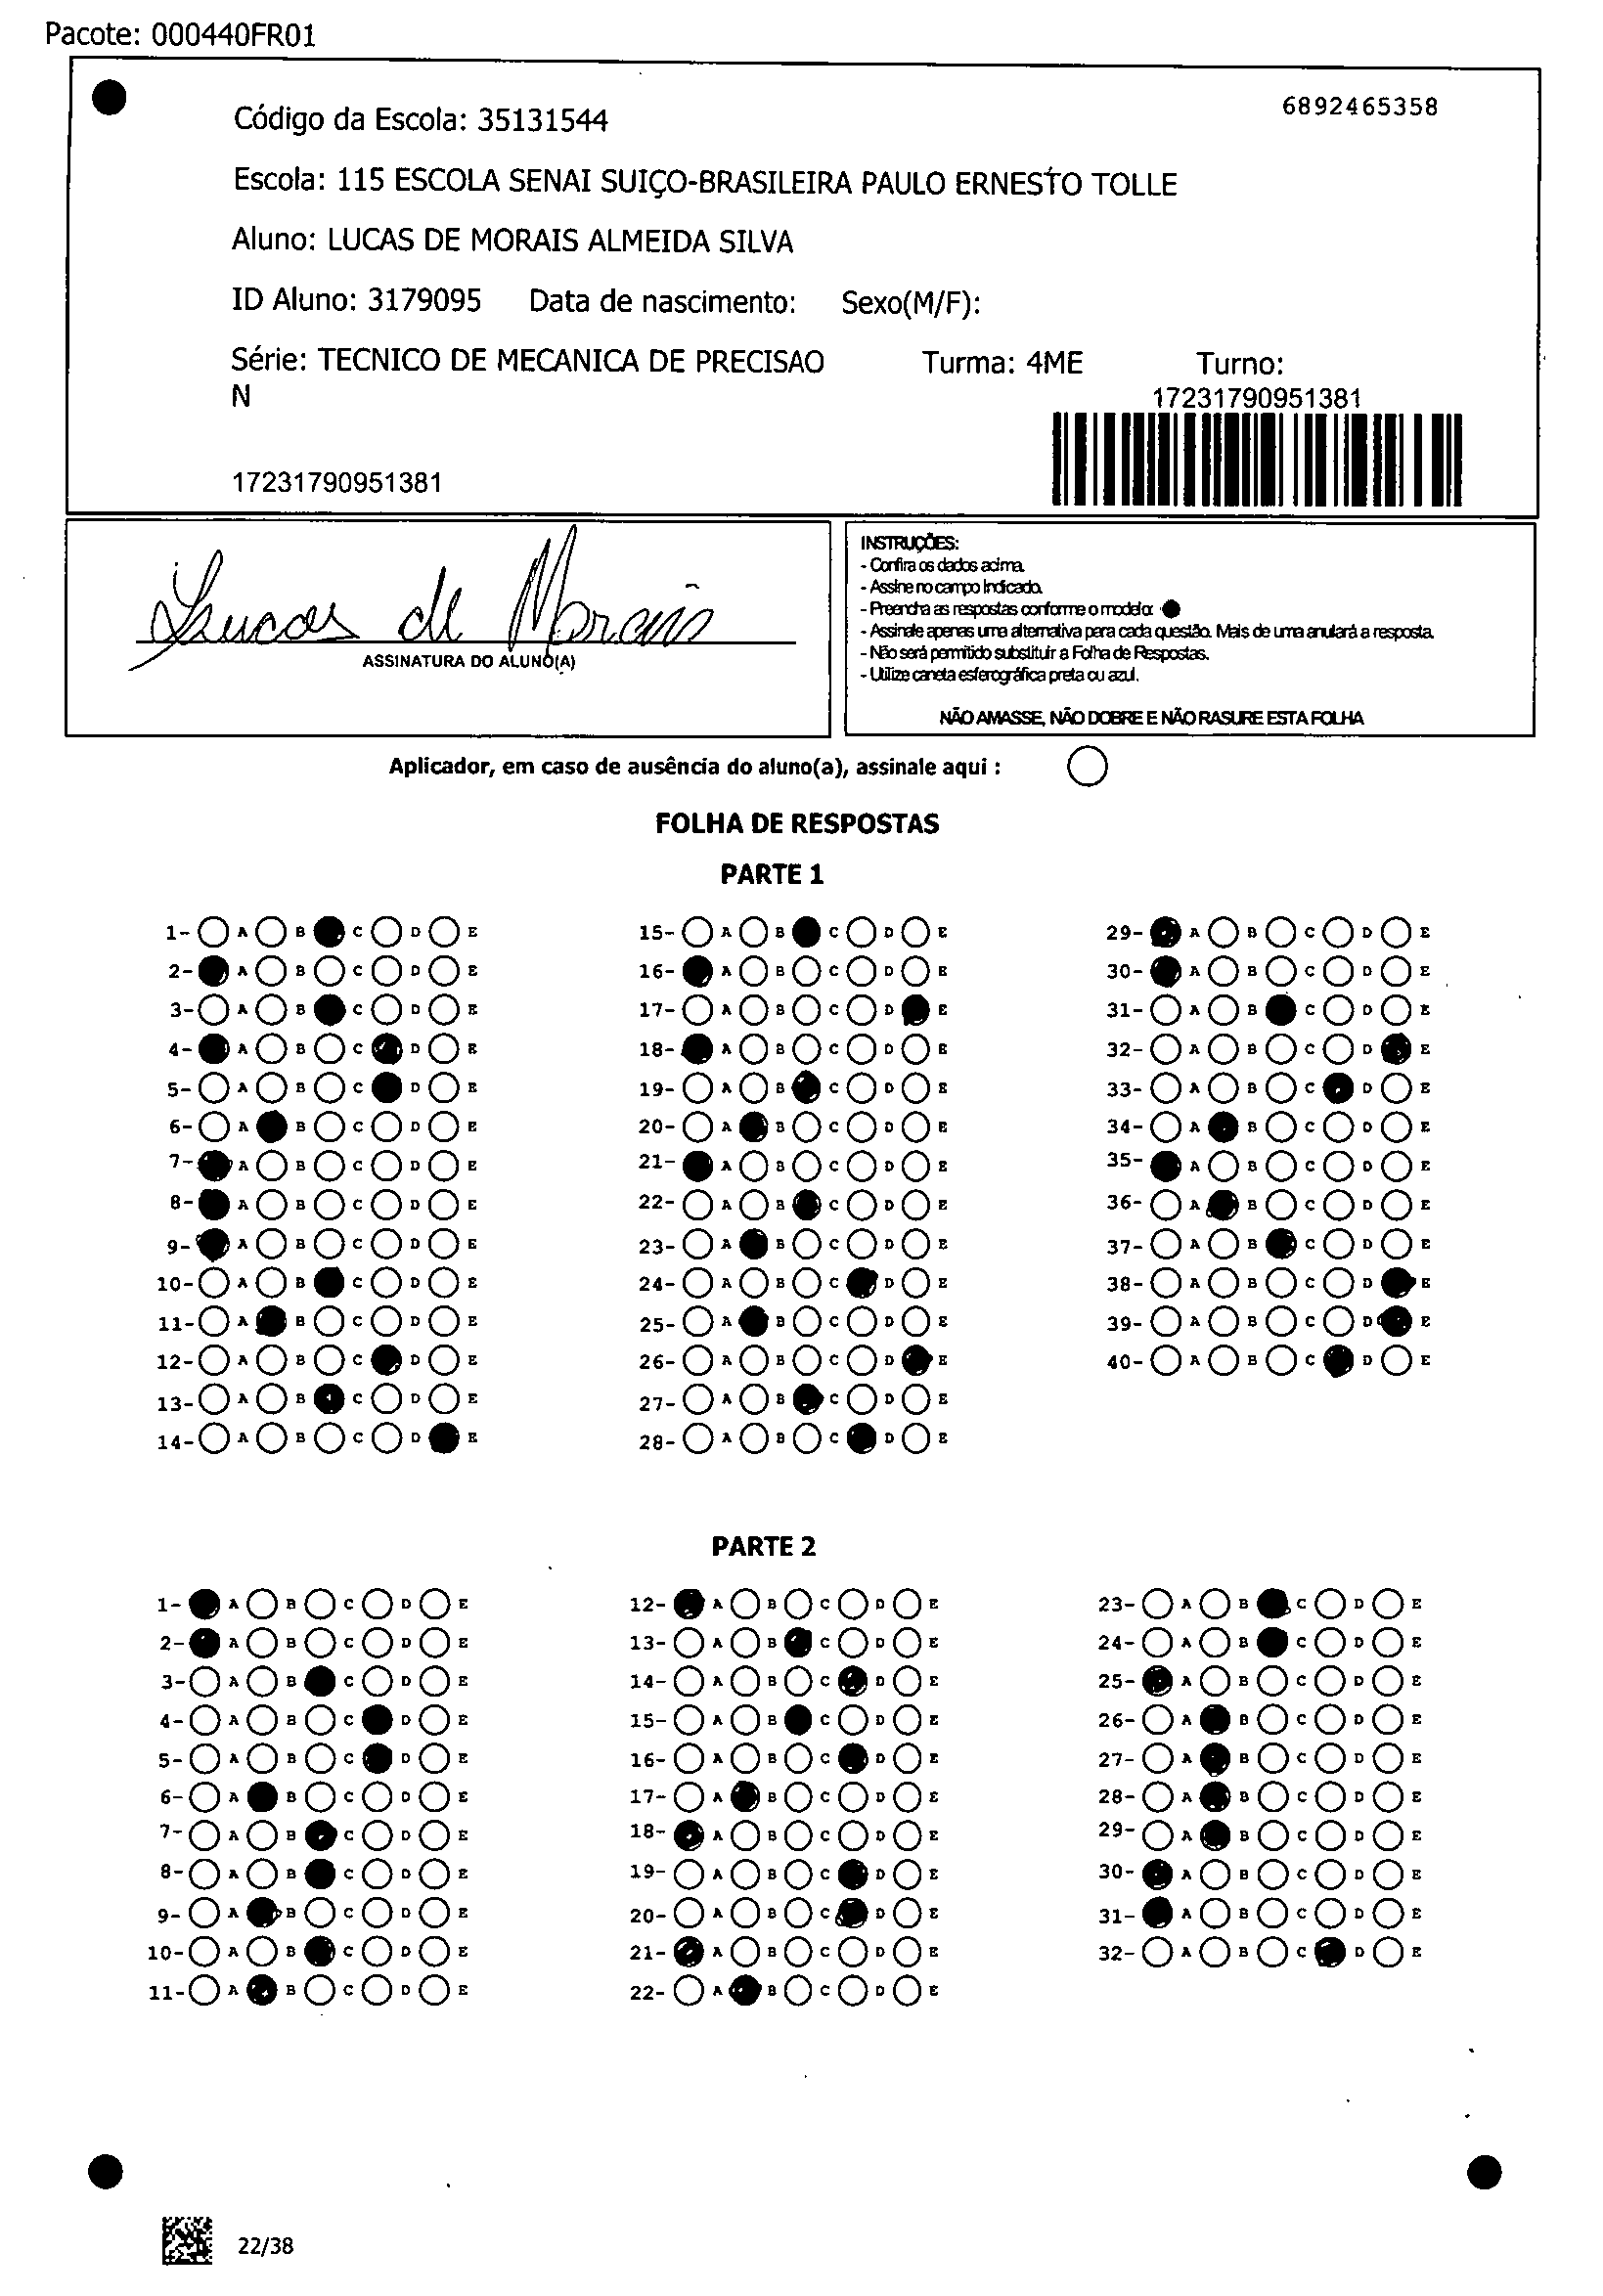 Pacote: 000440FR01
6892465358
Código da Escola: 35131544
Escola: 115 ESCOLA SENAI SUIÇO-BRASILEIRA PAULO ERNESTO TOLLE
Aluno: LUCAS DE MORAIS ALMEIDA SILVA
ID Aluno: 3179095 Data de nascimento: Sexo(M/F):
Série: TECNICO DE MECANICA DE PRECISAO Turma: 4ME Turno:
N
17231790951381
17231790951381
Lucas de Morais
ASSINATURA DO ALUNO(A)
INSTRUÇÕES:
- Confira os dados acima.
- Assine no campo indicado.
- Preencha as respostas conforme o modelo:
- Assinale apenas uma alternativa para cada questão. Mais de uma anulará a resposta.
- Não será permitido substituir a Folha de Respostas.
- Utilize caneta esferográfica preta ou azul.
NÃO AMASSE, NÃO DOBRE E NÃO RASURE ESTA FOLHA
Aplicador, em caso de ausência do aluno(a), assinale aqui :
FOLHA DE RESPOSTAS
PARTE 1
1- A B C D E 15- A B C D E 29- A B C D E
2- A B C D E 16- A B C D E 30- A B C D E
3- A B C D E 17- A B C D E 31- A B C D E
4- A B C D E 18- A B C D E 32- A B C D E
5- A B C D E 19- A B C D E 33- A B C D E
6- A B C D E 20- A B C D E 34- A B C D E
7- A B C D E 21- A B C D E 35- A B C D E
8- A B C D E 22- A B C D E 36- A B C D E
9- A B C D E 23- A B C D E 37- A B C D E
10- A B C D E 24- A B C D E 38- A B C D E
11- A B C D E 25- A B C D E 39- A B C D E
12- A B C D E 26- A B C D E 40- A B C D E
13- A B C D E 27- A B C D E
14- A B C D E 28- A B C D E
PARTE 2
1- A B C D E 12- A B C D E 23- A B C D E
2- A B C D E 13- A B C D E 24- A B C D E
3- A B C D E 14- A B C D E 25- A B C D E
4- A B C D E 15- A B C D E 26- A B C D E
5- A B C D E 16- A B C D E 27- A B C D E
6- A B C D E 17- A B C D E 28- A B C D E
7- A B C D E 18- A B C D E 29- A B C D E
8- A B C D E 19- A B C D E 30- A B C D E
9- A B C D E 20- A B C D E 31- A B C D E
10- A B C D E 21- A B C D E 32- A B C D E
11- A B C D E 22- A B C D E
22/38